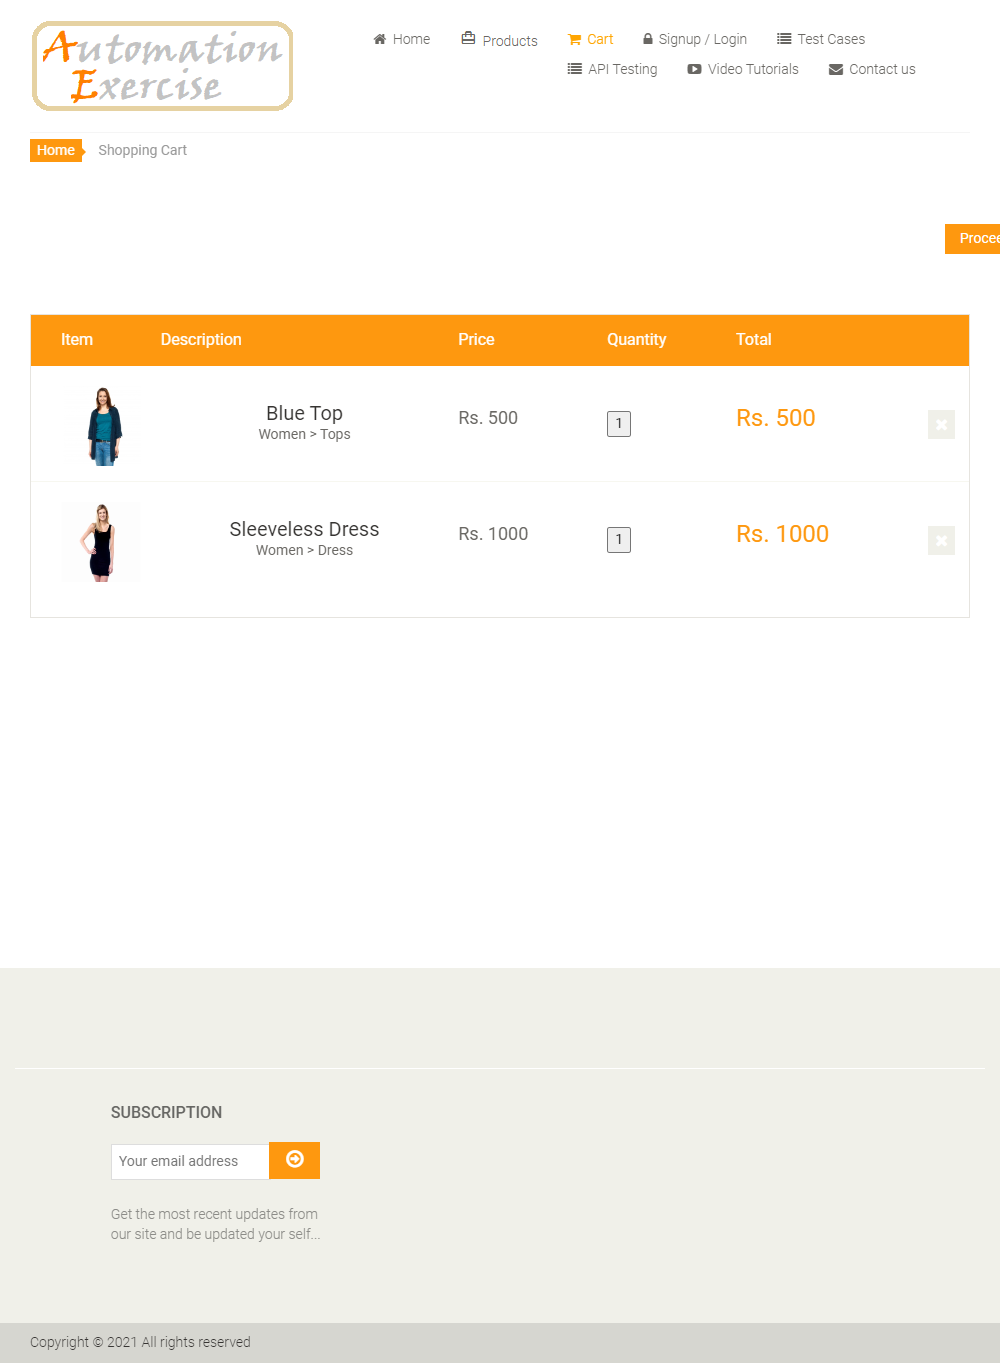 Automation
Exercise
Home Products Cart Signup / Login Test Cases
API Testing Video Tutorials Contact us
Home Shopping Cart
Procee
Item Description Price Quantity Total
Blue Top
Women > Tops
Rs. 500
1
Rs. 500
Sleeveless Dress
Women > Dress
Rs. 1000
1
Rs. 1000
SUBSCRIPTION
Your email address
Get the most recent updates from
our site and be updated your self...
Copyright © 2021 All rights reserved